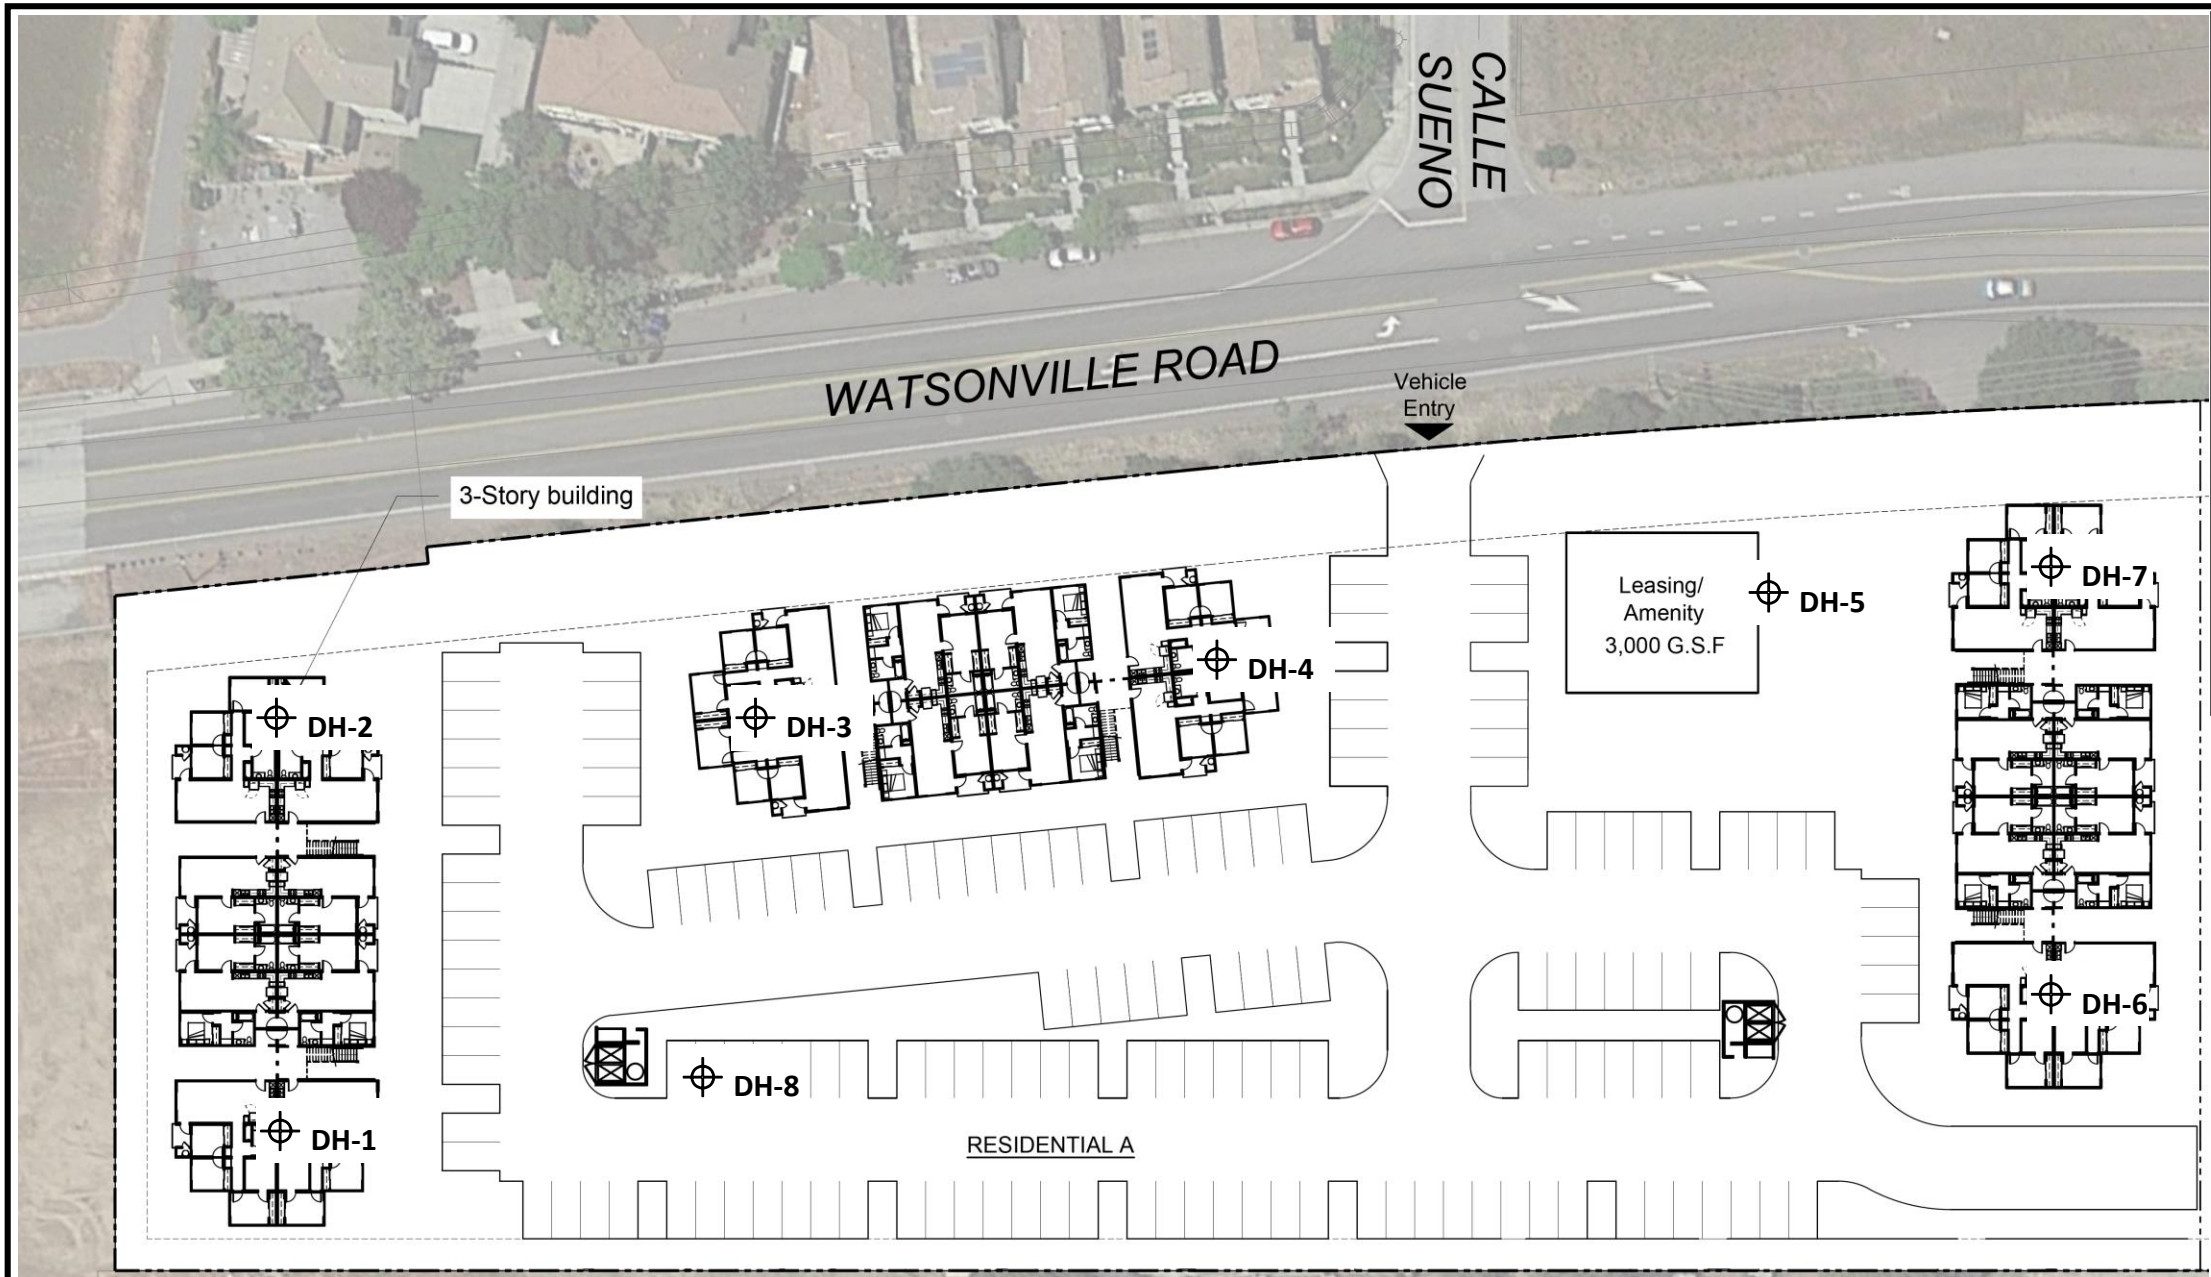 CALLE
SUENO
WATSONVILLE ROAD
Vehicle
Entry
3-Story building
Leasing/
Amenity
3,000 G.S.F
DH-7
DH-5
DH-4
DH-3
DH-2
DH-6
DH-8
DH-1
RESIDENTIAL A